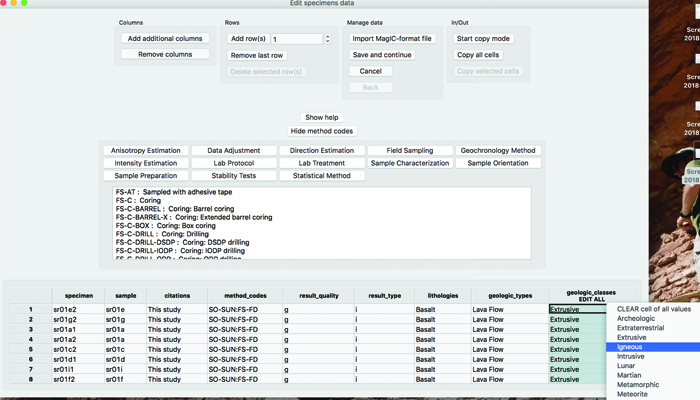 Edit specimens data
Columns
Rows
Manage data
In/Out
Add additional columns
Add row(s) 1
Import MagIC-format file
Start copy mode
Remove columns
Remove last row
Save and continue
Copy all cells
Delete selected row(s)
Cancel
Copy selected cells
Back
Show help
Hide method codes
Anisotropy Estimation Data Adjustment Direction Estimation Field Sampling Geochronology Method
Intensity Estimation Lab Protocol Lab Treatment Sample Characterization Sample Orientation
Sample Preparation Stability Tests Statistical Method
FS-AT : Sampled with adhesive tape
FS-C : Coring
FS-C-BARREL : Coring: Barrel coring
FS-C-BARREL-X : Coring: Extended barrel coring
FS-C-BOX : Coring: Box coring
FS-C-DRILL : Coring: Drilling
FS-C-DRILL-DSDP : Coring: DSDP drilling
FS-C-DRILL-IODP : Coring: IODP drilling
FS-C-DRILL-ODP : Coring: ODP drilling
specimen sample citations method_codes result_quality result_type lithologies geologic_types geologic_classes
EDIT ALL
1 sr01e2 sr01e This study SO-SUN:FS-FD g i Basalt Lava Flow Extrusive
2 sr01g2 sr01g This study SO-SUN:FS-FD g i Basalt Lava Flow Extrusive
3 sr01a1 sr01a This study SO-SUN:FS-FD g i Basalt Lava Flow Extrusive
4 sr01a2 sr01a This study SO-SUN:FS-FD g i Basalt Lava Flow Extrusive
5 sr01c2 sr01c This study SO-SUN:FS-FD g i Basalt Lava Flow Extrusive
6 sr01d1 sr01d This study SO-SUN:FS-FD g i Basalt Lava Flow Extrusive
7 sr01i1 sr01i This study SO-SUN:FS-FD g i Basalt Lava Flow Extrusive
8 sr01f2 sr01f This study SO-SUN:FS-FD g i Basalt Lava Flow Extrusive
CLEAR cell of all values
Archeologic
Extraterrestrial
Extrusive
Igneous
Intrusive
Lunar
Martian
Metamorphic
Meteorite
Scre
2018-
Scre
2018-
Scre
2018-
Scre
2018-